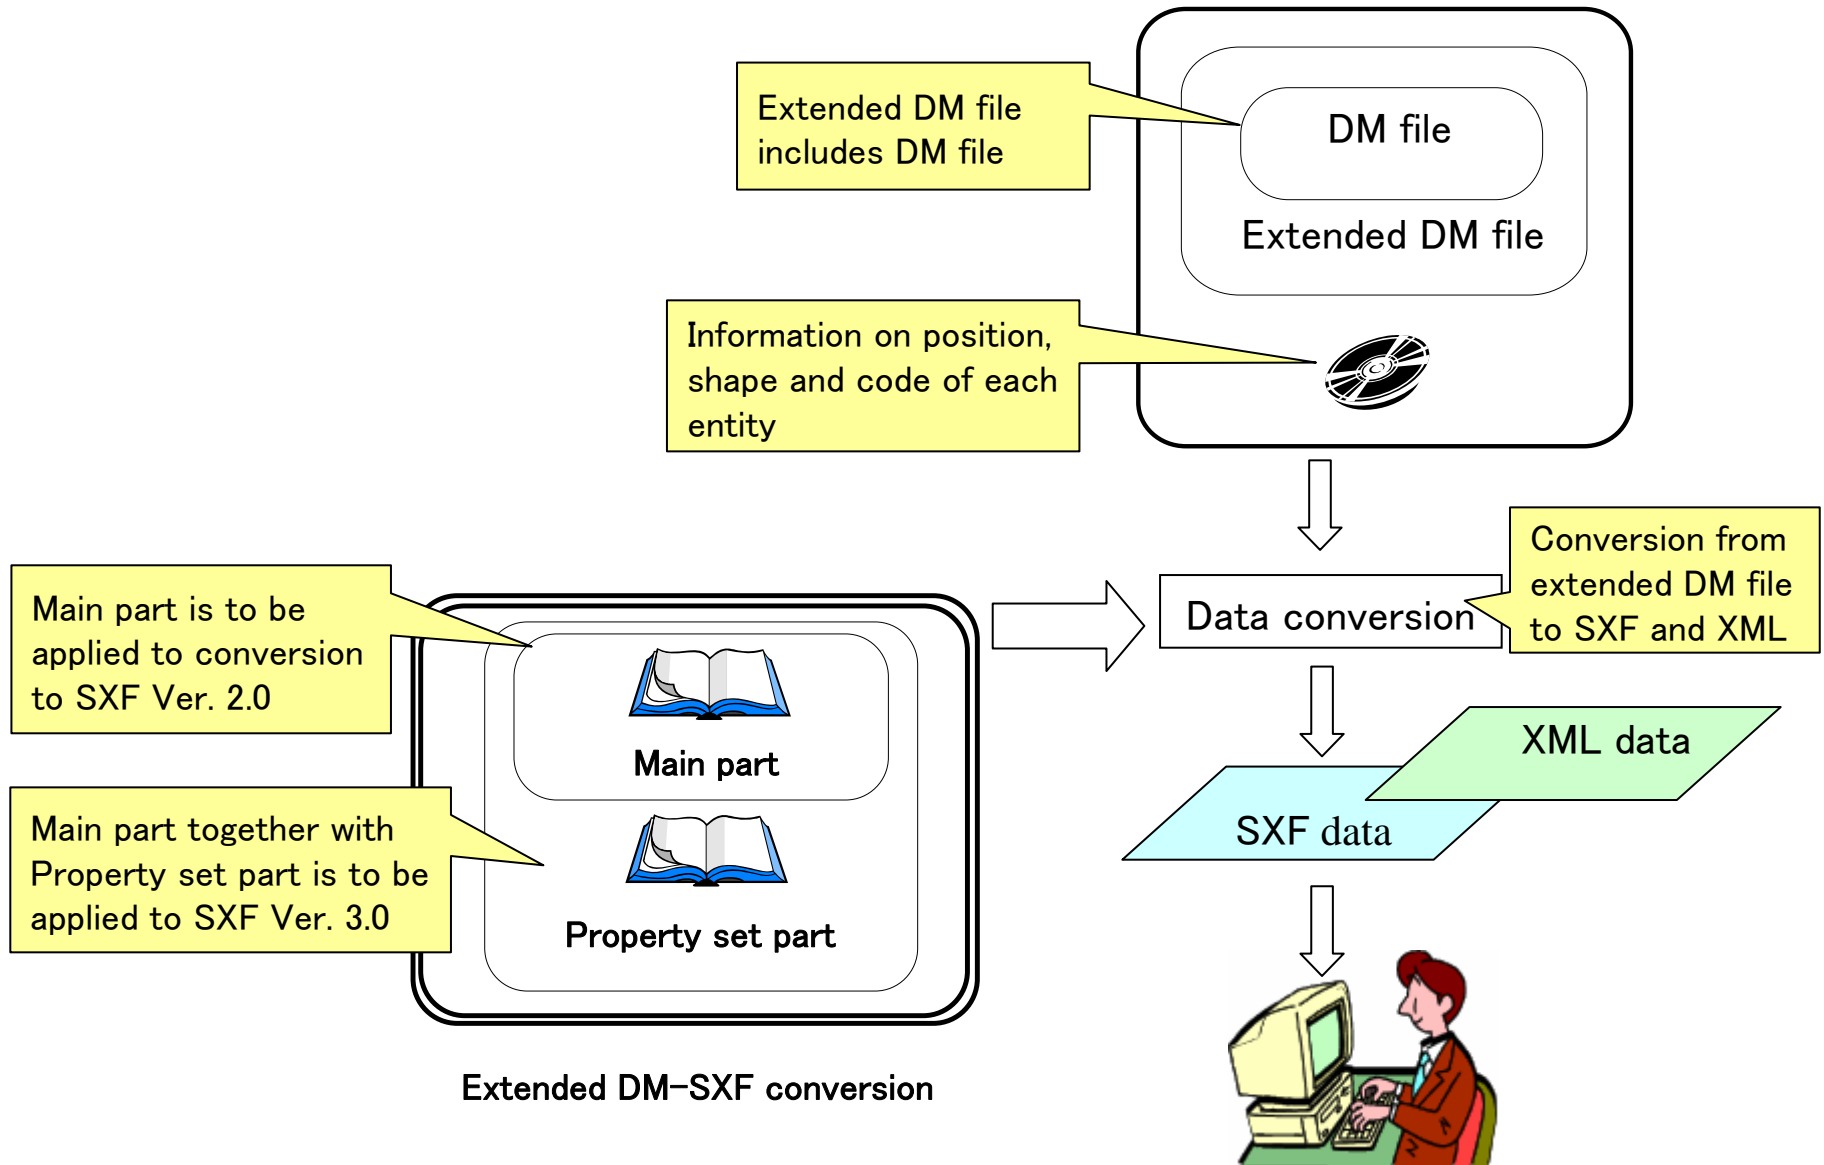 Extended DM file
includes DM file
DM file
Extended DM file
Information on position,
shape and code of each
entity
Conversion from
extended DM file
to SXF and XML
Data conversion
Main part is to be
applied to conversion
to SXF Ver. 2.0
Main part
Main part together with
Property set part is to be
applied to SXF Ver. 3.0
Property set part
XML data
SXF data
Extended DM-SXF conversion